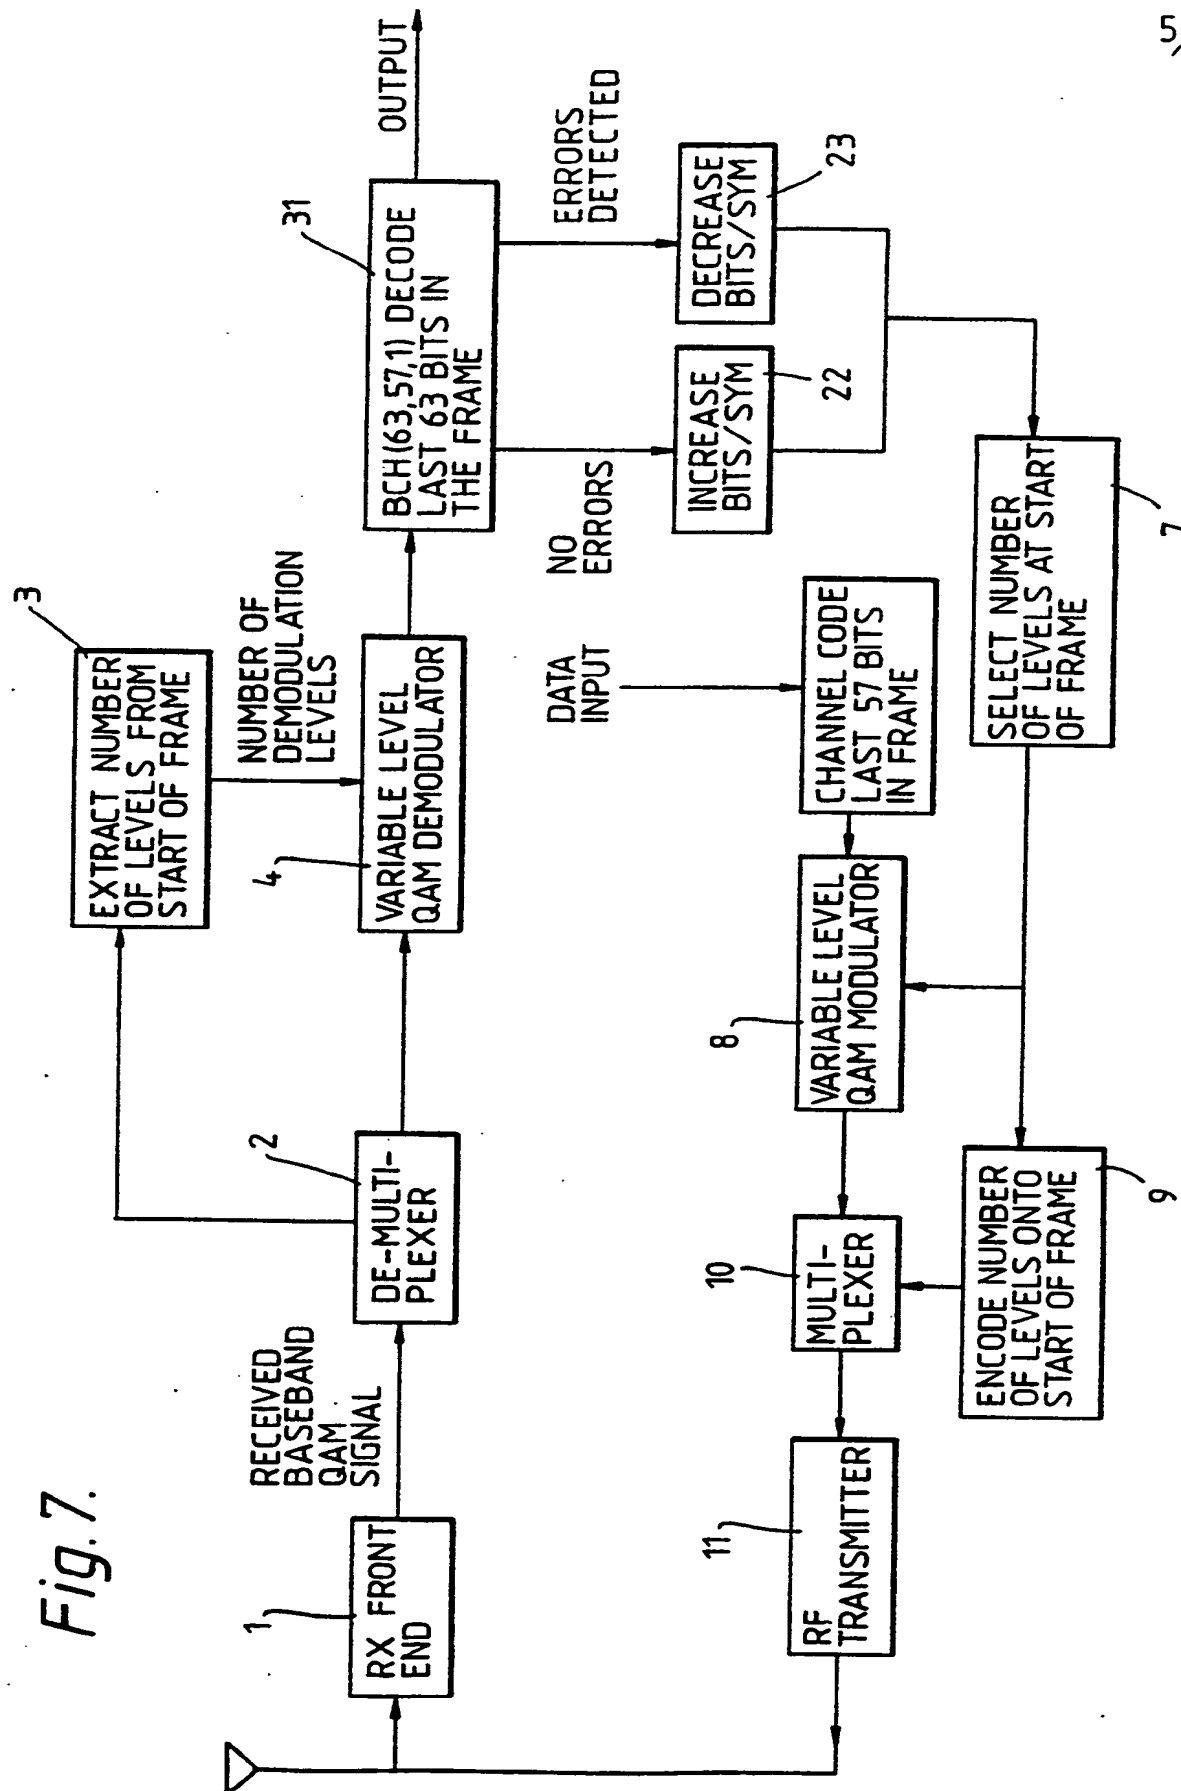 Fig. 7.
5,
1
RX FRONT
END
RECEIVED
BASEBAND
QAM
SIGNAL
2
DE-MULTI-
PLEXER
3
EXTRACT NUMBER
OF LEVELS FROM
START OF FRAME
NUMBER OF
DEMODULATION
LEVELS
4
VARIABLE LEVEL
QAM DEMODULATOR
31
BCH(63,57,1) DECODE
LAST 63 BITS IN
THE FRAME
OUTPUT
NO
ERRORS
ERRORS
DETECTED
INCREASE
BITS/SYM
22
DECREASE
BITS/SYM
23
DATA
INPUT
CHANNEL CODE
LAST 57 BITS
IN FRAME
SELECT NUMBER
OF LEVELS AT START
OF FRAME
7
8
VARIABLE LEVEL
QAM MODULATOR
ENCODE NUMBER
OF LEVELS ONTO
START OF FRAME
9
10
MULTI-
PLEXER
11
RF
TRANSMITTER